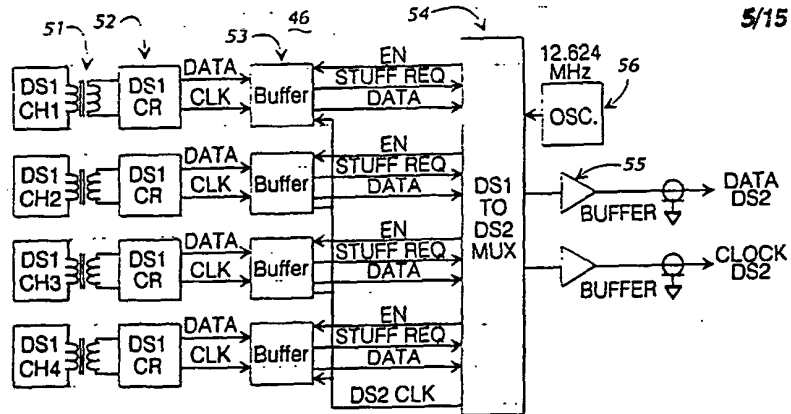 5/15
51
52
46
53
54
12.624
MHz
56
OSC.
DS1
CH1
DS1
CR
DATA
CLK
Buffer
EN
STUFF REQ
DATA
DS1
CH2
DS1
CR
DATA
CLK
Buffer
EN
STUFF REQ
DATA
DS1
CH3
DS1
CR
DATA
CLK
Buffer
EN
STUFF REQ
DATA
DS1
CH4
DS1
CR
DATA
CLK
Buffer
EN
STUFF REQ
DATA
DS2 CLK
DS1
TO
DS2
MUX
55
BUFFER
DATA
DS2
BUFFER
CLOCK
DS2